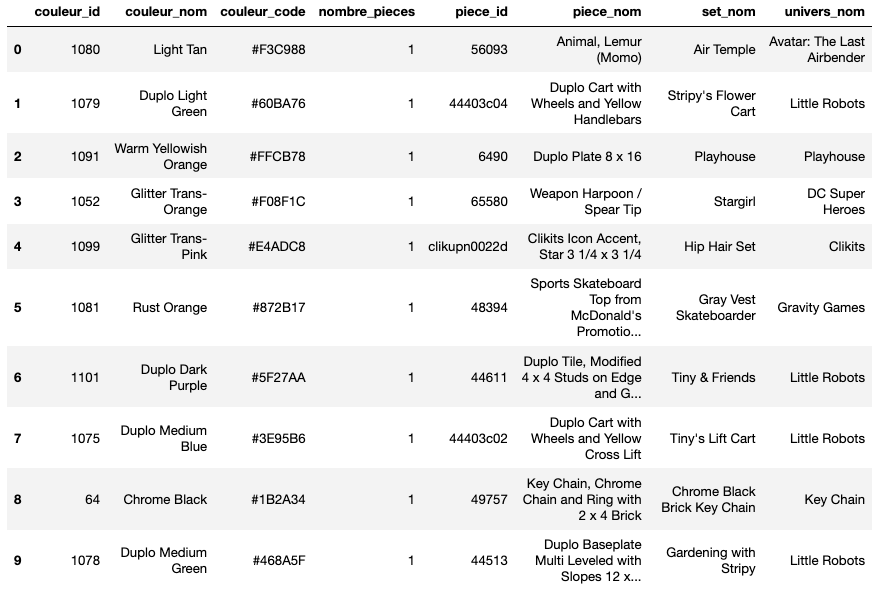 couleur_id couleur_nom couleur_code nombre_pieces piece_id piece_nom set_nom univers_nom
0 1080 Light Tan #F3C988 1 56093 Animal, Lemur (Momo) Air Temple Avatar: The Last Airbender
1 1079 Duplo Light Green #60BA76 1 44403c04 Duplo Cart with Wheels and Yellow Handlebars Stripy's Flower Cart Little Robots
2 1091 Warm Yellowish Orange #FFCB78 1 6490 Duplo Plate 8 x 16 Playhouse Playhouse
3 1052 Glitter Trans-Orange #F08F1C 1 65580 Weapon Harpoon / Spear Tip Stargirl DC Super Heroes
4 1099 Glitter Trans-Pink #E4ADC8 1 clikupn0022d Clikits Icon Accent, Star 3 1/4 x 3 1/4 Hip Hair Set Clikits
5 1081 Rust Orange #872B17 1 48394 Sports Skateboard Top from McDonald's Promotio... Gray Vest Skateboarder Gravity Games
6 1101 Duplo Dark Purple #5F27AA 1 44611 Duplo Tile, Modified 4 x 4 Studs on Edge and G... Tiny & Friends Little Robots
7 1075 Duplo Medium Blue #3E95B6 1 44403c02 Duplo Cart with Wheels and Yellow Cross Lift Tiny's Lift Cart Little Robots
8 64 Chrome Black #1B2A34 1 49757 Key Chain, Chrome Chain and Ring with 2 x 4 Brick Chrome Black Brick Key Chain Key Chain
9 1078 Duplo Medium Green #468A5F 1 44513 Duplo Baseplate Multi Leveled with Slopes 12 x... Gardening with Stripy Little Robots